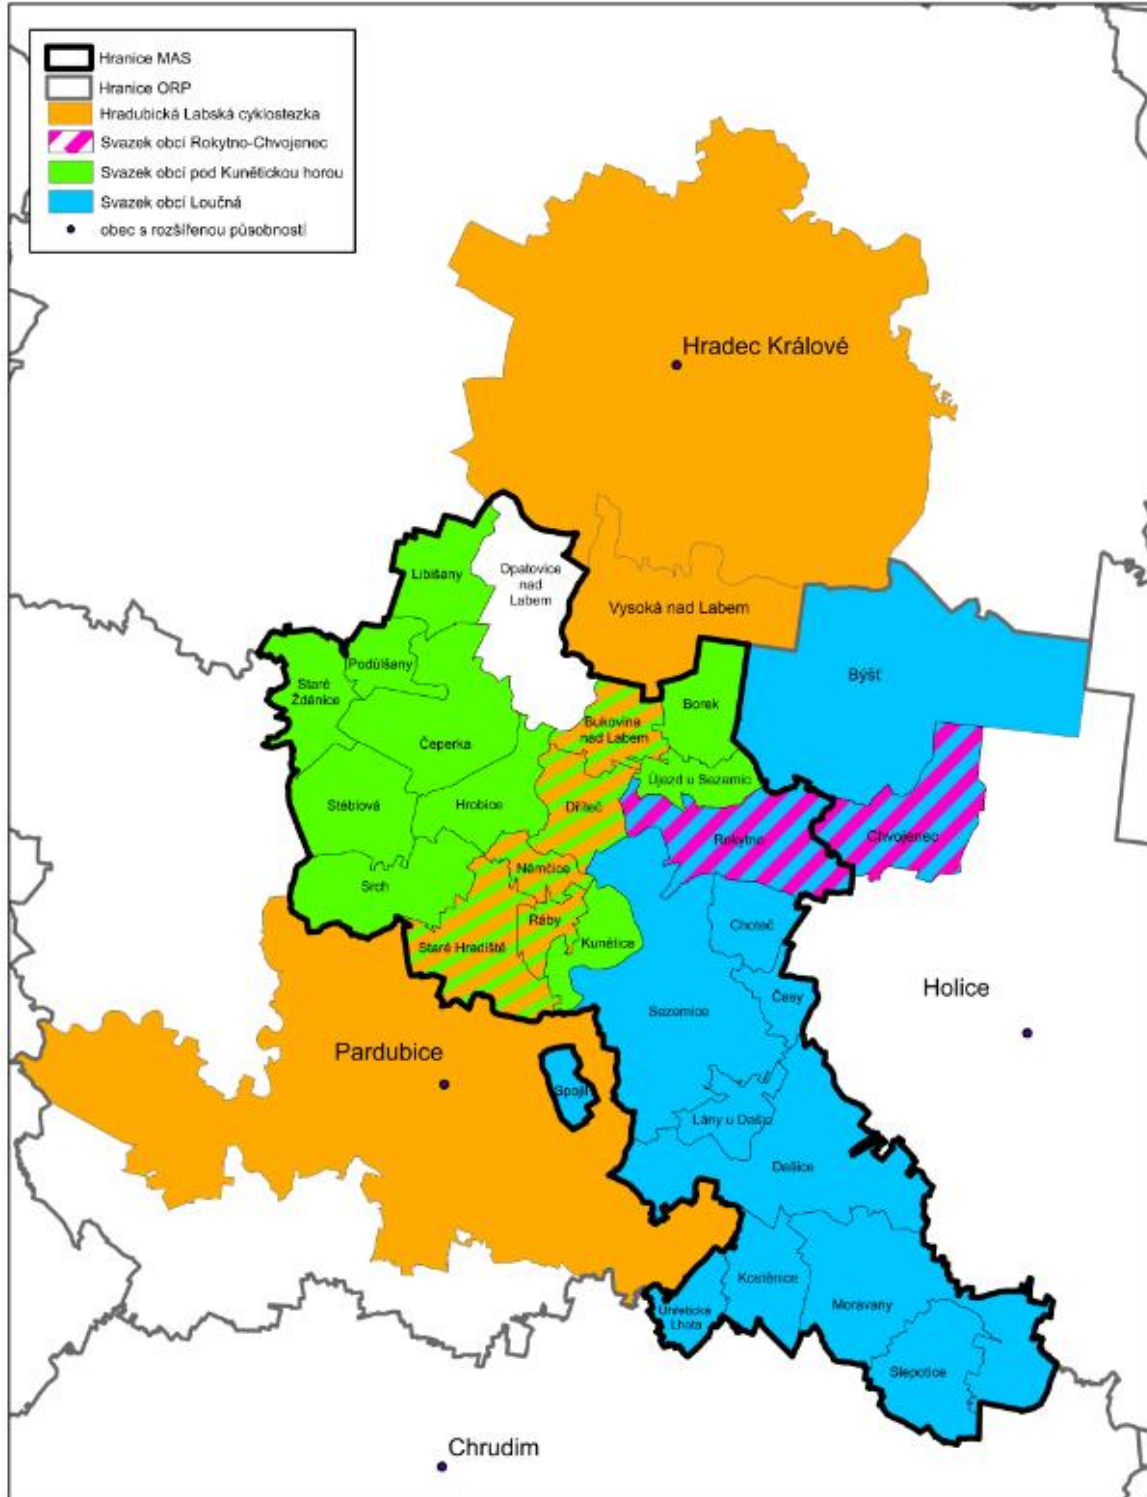 Hranice MAS
Hranice ORP
Hradubická Labská cyklostezka
Svazek obcí Rokytno-Chvojenec
Svazek obcí pod Kunětickou horou
Svazek obcí Loučná
obec s rozšířenou působností
Hradec Králové
Libišany
Opatovice
nad
Labem
Vysoká nad Labem
Podůlšany
Staré
Ždánice
Býšť
Borek
Bukovina
nad Labem
Čeperka
Újezd u Sezemic
Stéblová
Hrobice
Dříteč
Rokytno
Chvojenec
Němčice
Srch
Ráby
Choteč
Staré Hradiště
Kunětice
Holice
Časy
Sezemice
Pardubice
Spojil
Lány u Dašic
Dašice
Kostěnice
Moravany
Úhřetická
Lhota
Slepotice
Chrudim